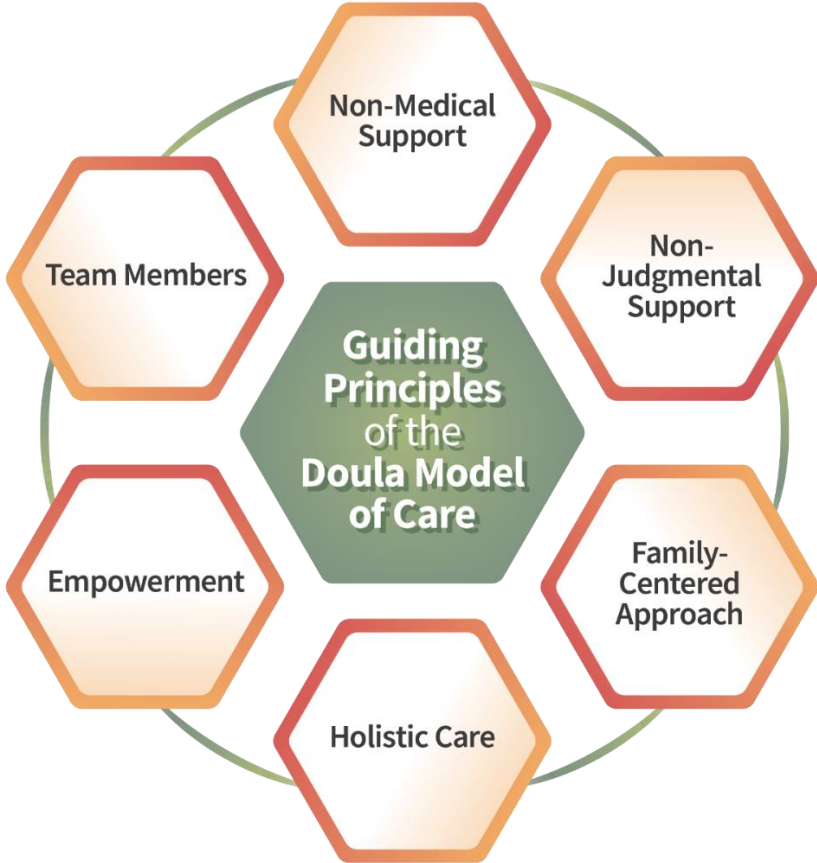 Non-Medical
Support
Non-
Judgmental
Support
Family-
Centered
Approach
Holistic Care
Empowerment
Team Members
Guiding
Principles
of the
Doula Model
of Care